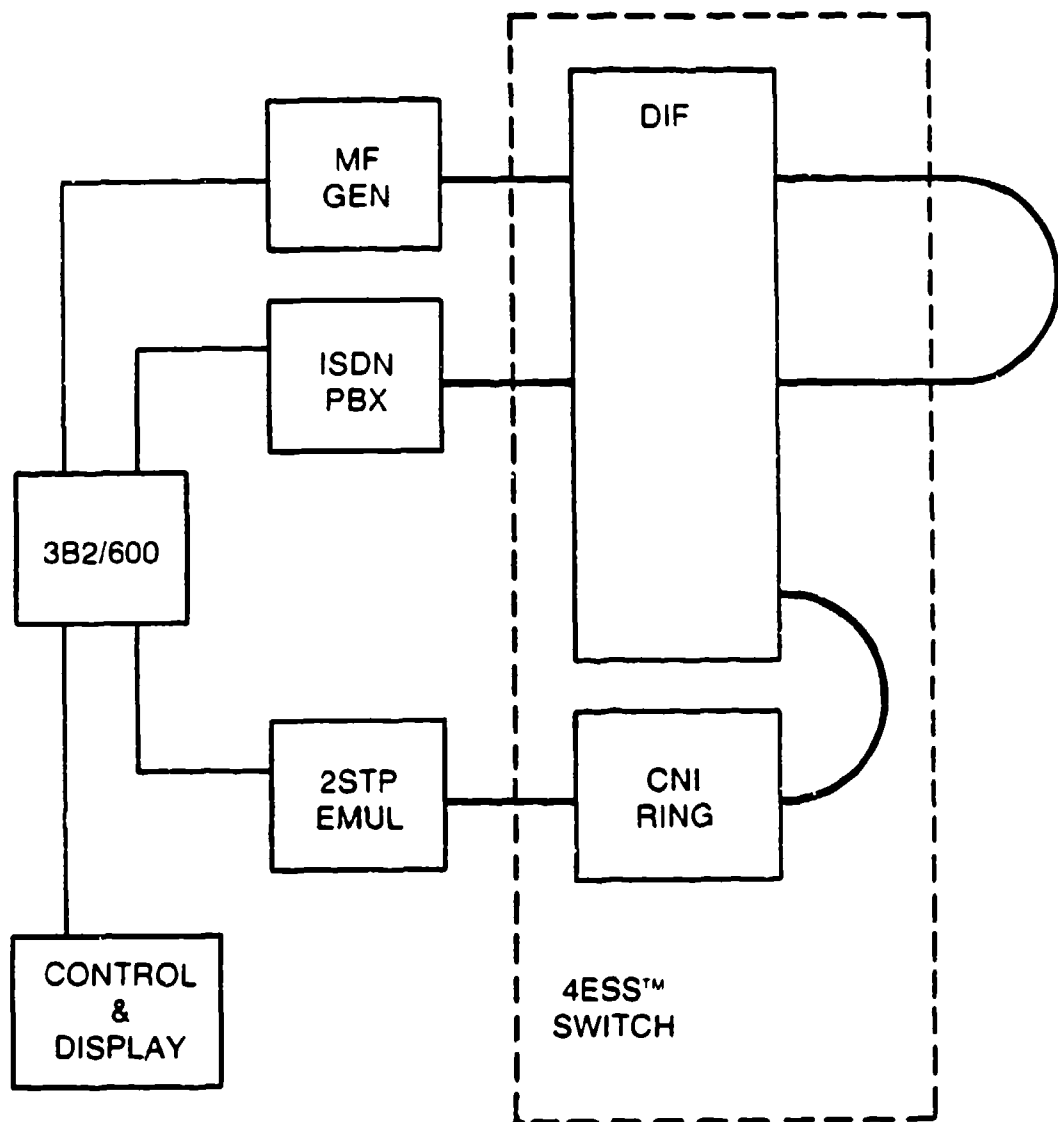 DIF
MF
GEN
ISDN
PBX
3B2/600
2STP
EMUL
CNI
RING
CONTROL
&
DISPLAY
4ESS™
SWITCH